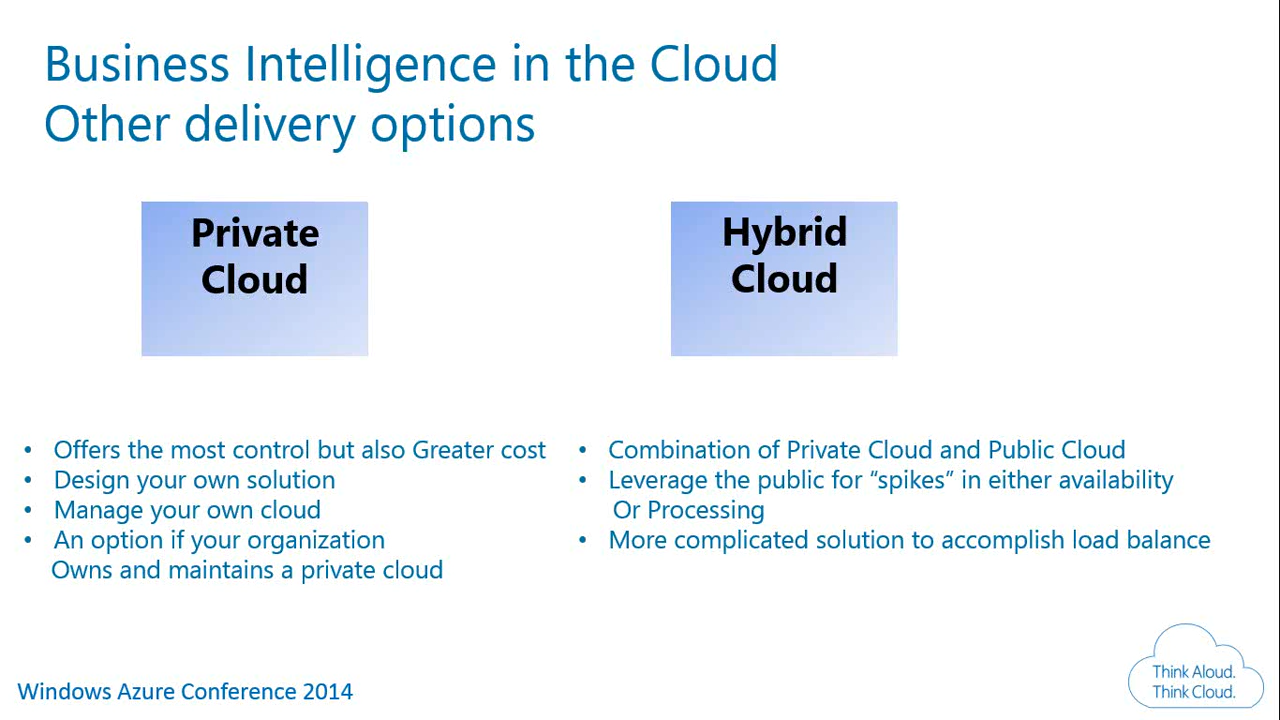 Business Intelligence in the Cloud
Other delivery options
Private
Cloud
Hybrid
Cloud
• Offers the most control but also Greater cost
• Design your own solution
• Manage your own cloud
• An option if your organization
Owns and maintains a private cloud
• Combination of Private Cloud and Public Cloud
• Leverage the public for “spikes” in either availability
Or Processing
• More complicated solution to accomplish load balance
Windows Azure Conference 2014
Think Aloud.
Think Cloud.